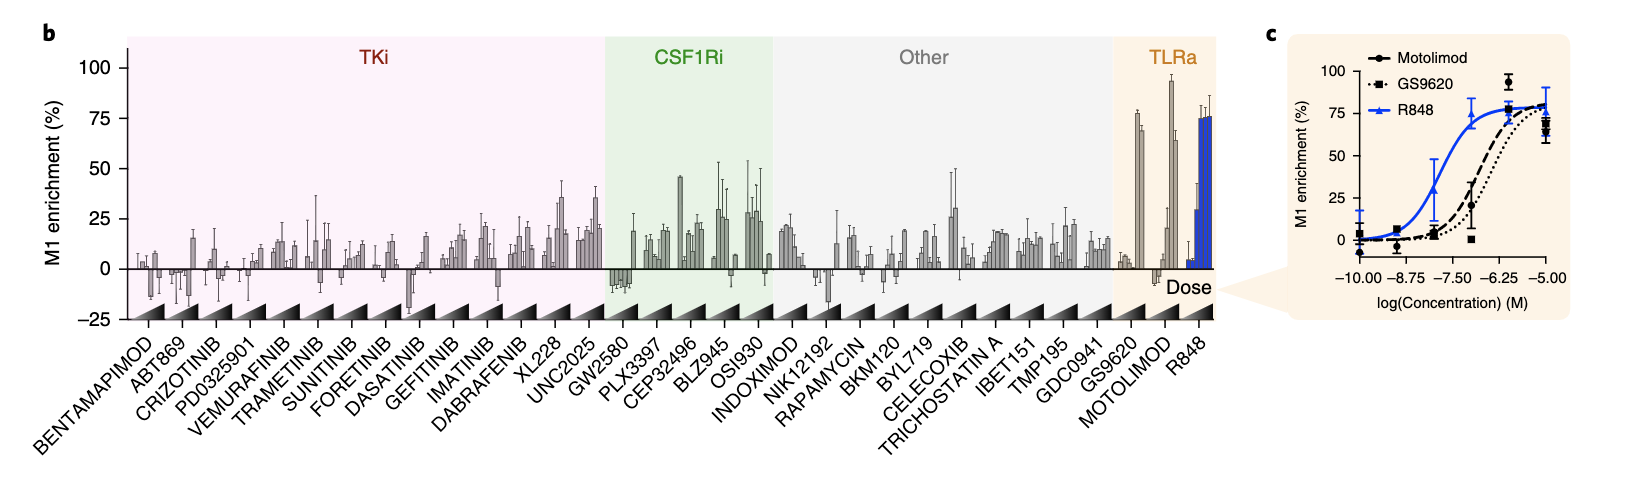 b
TKi
CSF1Ri
Other
TLRa
M1 enrichment (%)
100
75
50
25
0
−25
Dose
BENTAMAPIMOD
ABT869
CRIZOTINIB
PD0325901
VEMURAFINIB
TRAMETINIB
SUNITINIB
FORETINIB
DASATINIB
GEFITINIB
IMATINIB
DABRAFENIB
XL228
UNC2025
GW2580
PLX3397
CEP32496
BLZ945
OSI930
INDOXIMOD
NIK12192
RAPAMYCIN
BKM120
BYL719
CELECOXIB
TRICHOSTATIN A
IBET151
TMP195
GDC0941
GS9620
MOTOLIMOD
R848
c
Motolimod
GS9620
R848
M1 enrichment (%)
100
75
50
25
0
−10.00 −8.75 −7.50 −6.25 −5.00
log(Concentration) (M)